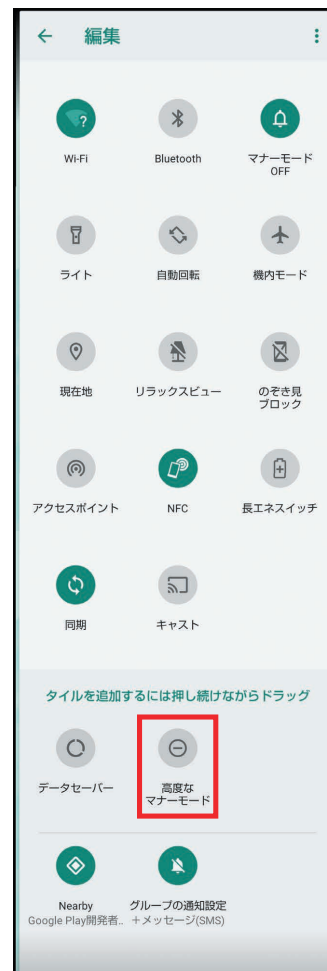 編集
Wi-Fi
Bluetooth
マナーモード
OFF
ライト
自動回転
機内モード
現在地
リラックスビュー
のぞき見
ブロック
アクセスポイント
NFC
長エネスイッチ
同期
キャスト
タイルを追加するには押し続けながらドラッグ
データセーバー
高度な
マナーモード
Nearby
Google Play開発者..
グループの通知設定
+メッセージ(SMS)